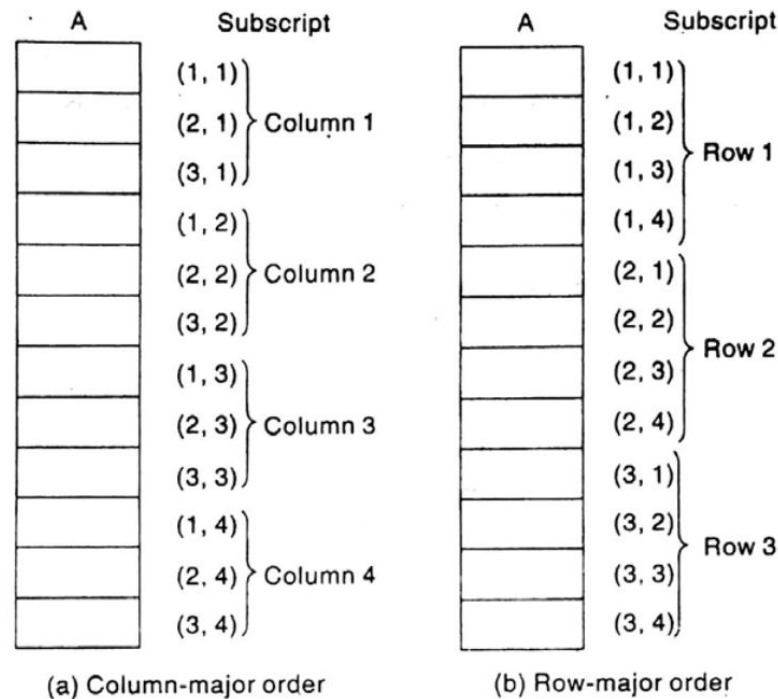 A Subscript
(1, 1)
(2, 1) Column 1
(3, 1)
(1, 2)
(2, 2) Column 2
(3, 2)
(1, 3)
(2, 3) Column 3
(3, 3)
(1, 4)
(2, 4) Column 4
(3, 4)
(a) Column-major order
A Subscript
(1, 1)
(1, 2)
Row 1
(1, 3)
(1, 4)
(2, 1)
(2, 2)
Row 2
(2, 3)
(2, 4)
(3, 1)
(3, 2)
Row 3
(3, 3)
(3, 4)
(b) Row-major order